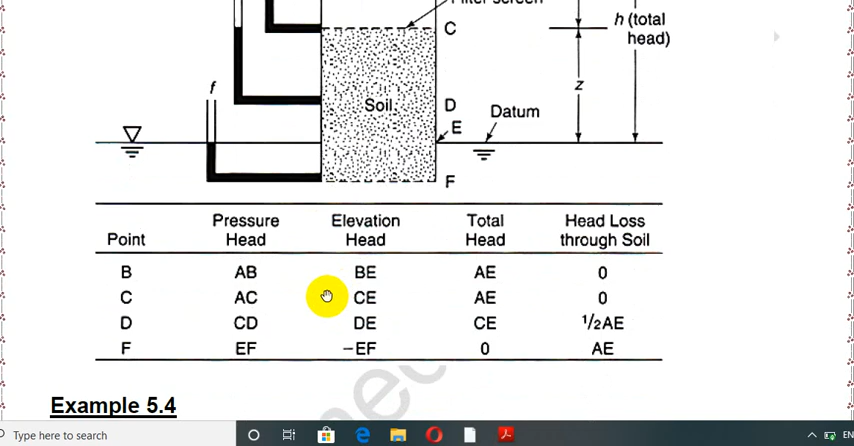 Filter screen
C
h (total
head)
f
z
Soil
D
Datum
E
F
Point Pressure Head Elevation Head Total Head Head Loss through Soil
B AB BE AE 0
C AC CE AE 0
D CD DE CE 1/2AE
F EF −EF 0 AE
Example 5.4
Type here to search
EN